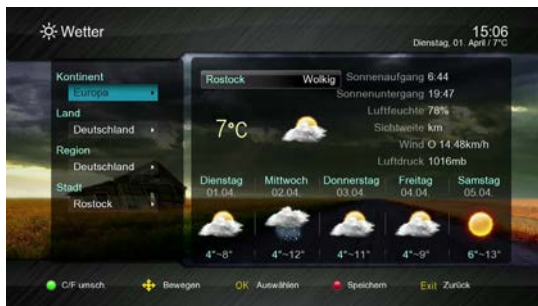 Wetter
15:06
Dienstag, 01. April / 7°C
Kontinent
Europa
Land
Deutschland
Region
Deutschland
Stadt
Rostock
Rostock Wolkig
7°C
Sonnenaufgang 6:44
Sonnenuntergang 19:47
Luftfeuchte 78%
Sichtweite km
Wind O 14.48km/h
Luftdruck 1016mb
Dienstag Mittwoch Donnerstag Freitag Samstag
01.04. 02.04. 03.04. 04.04. 05.04.
4°~8° 4°~12° 4°~11° 4°~9° 6°~13°
C/F umsch. Bewegen OK Auswählen Speichern Exit Zurück